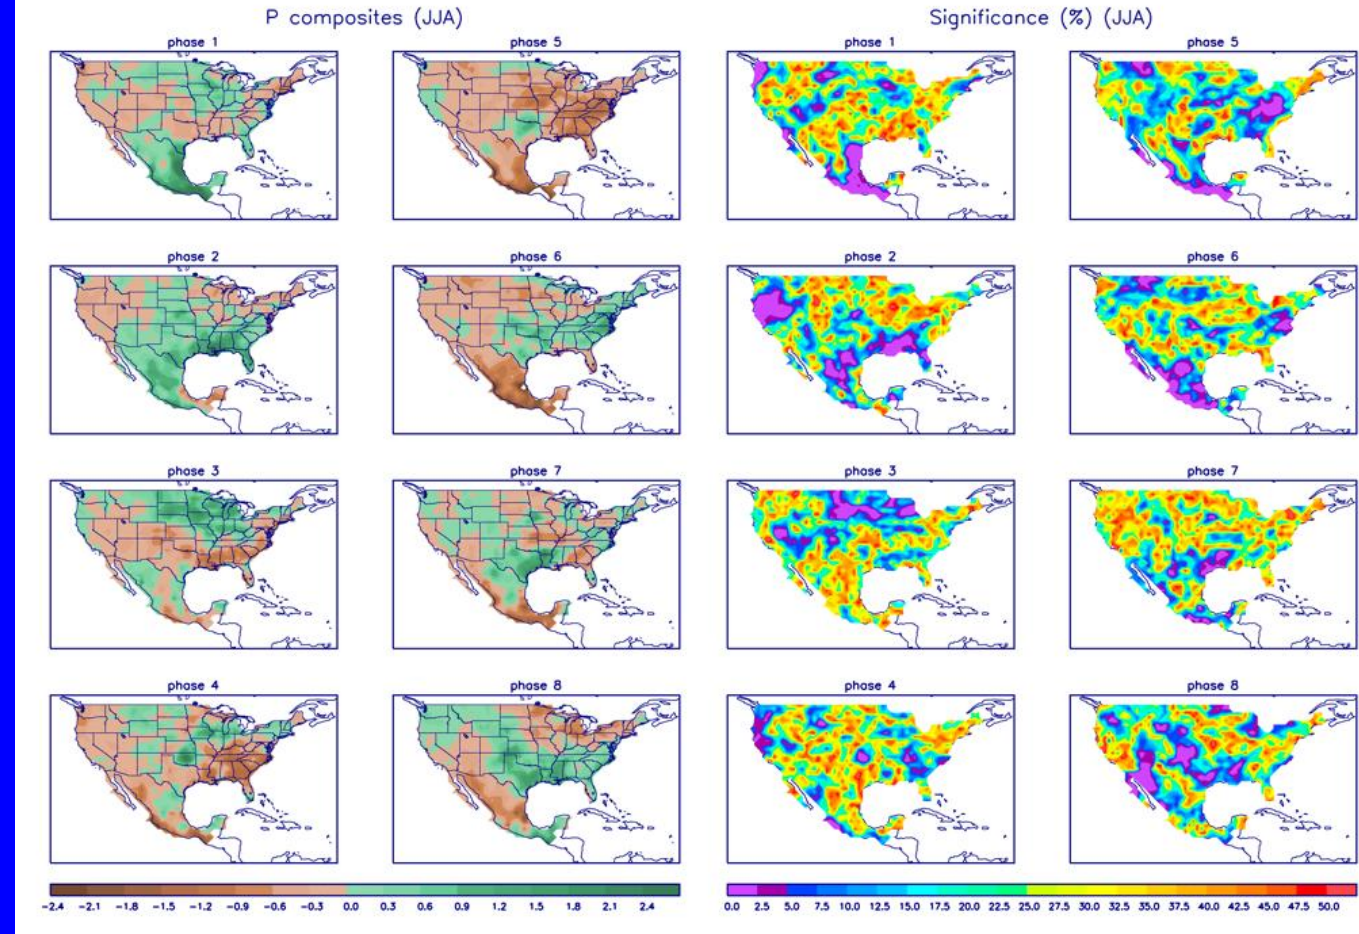 P composites (JJA)
Significance (%) (JJA)
phase 1
phase 5
phase 1
phase 5
phase 2
phase 6
phase 2
phase 6
phase 3
phase 7
phase 3
phase 7
phase 4
phase 8
phase 4
phase 8
-2.4 -2.1 -1.8 -1.5 -1.2 -0.9 -0.6 -0.3 0.0 0.3 0.6 0.9 1.2 1.5 1.8 2.1 2.4
0.0 2.5 5.0 7.5 10.0 12.5 15.0 17.5 20.0 22.5 25.0 27.5 30.0 32.5 35.0 37.5 40.0 42.5 45.0 47.5 50.0